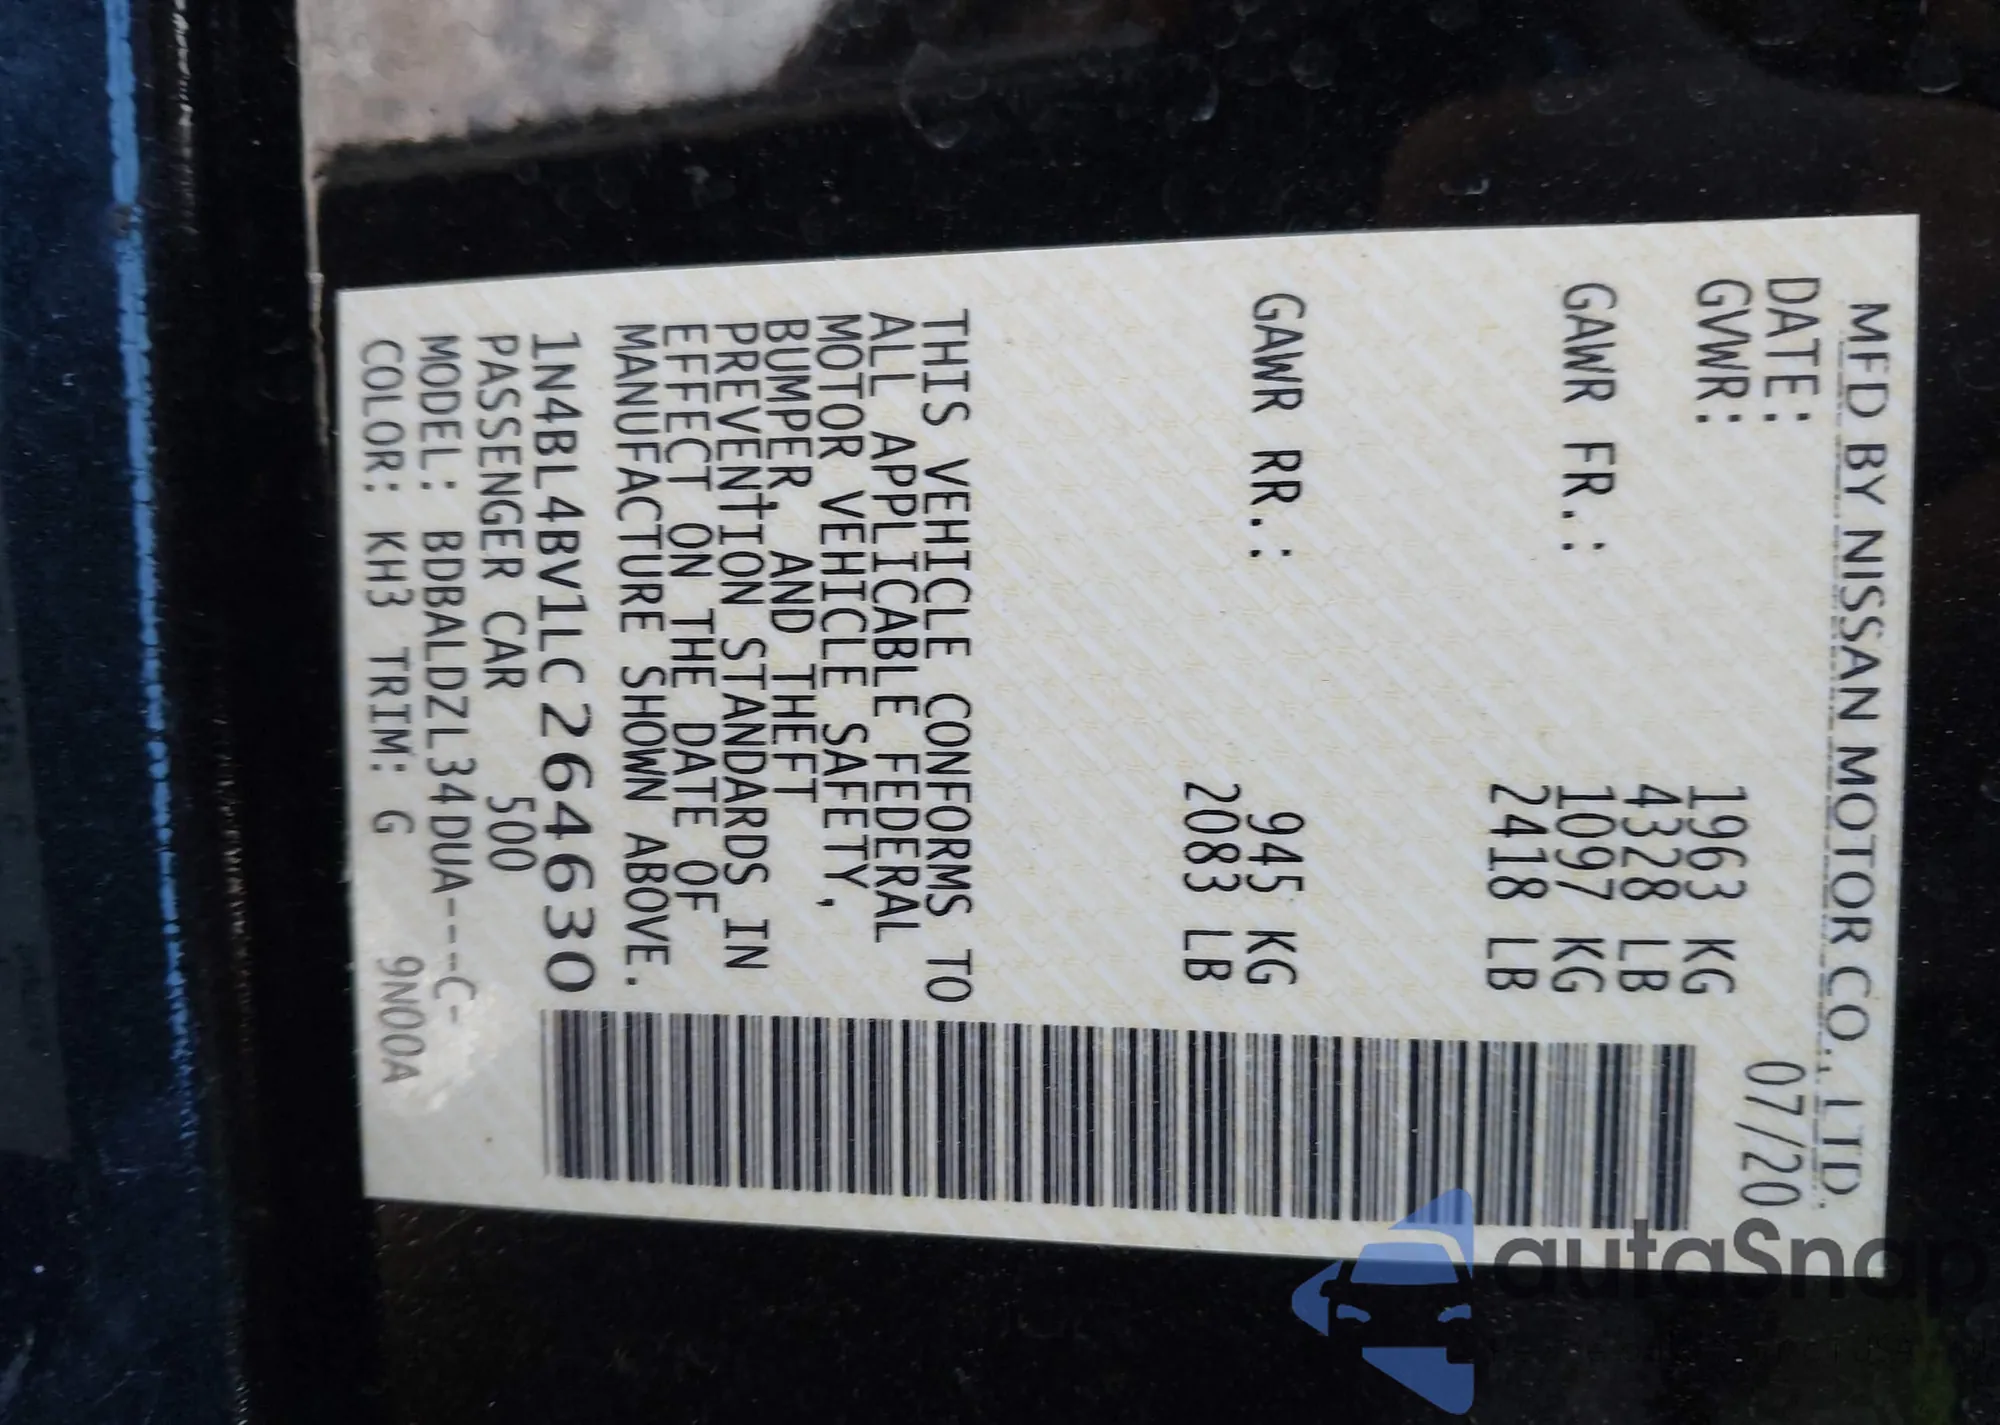 MFD BY NISSAN MOTOR CO., LTD.
DATE: 07/20
GVWR: 1963 KG
4328 LB
GAWR FR.: 1097 KG
2418 LB
GAWR RR.: 945 KG
2083 LB
THIS VEHICLE CONFORMS TO
ALL APPLICABLE FEDERAL
MOTOR VEHICLE SAFETY,
BUMPER, AND THEFT
PREVENTION STANDARDS IN
EFFECT ON THE DATE OF
MANUFACTURE SHOWN ABOVE.
1N4BL4BV1LC264630
PASSENGER CAR 500
MODEL: BDBALDZL34DUA---C-
COLOR: KH3 TRIM: G 9N00A
autaSnap